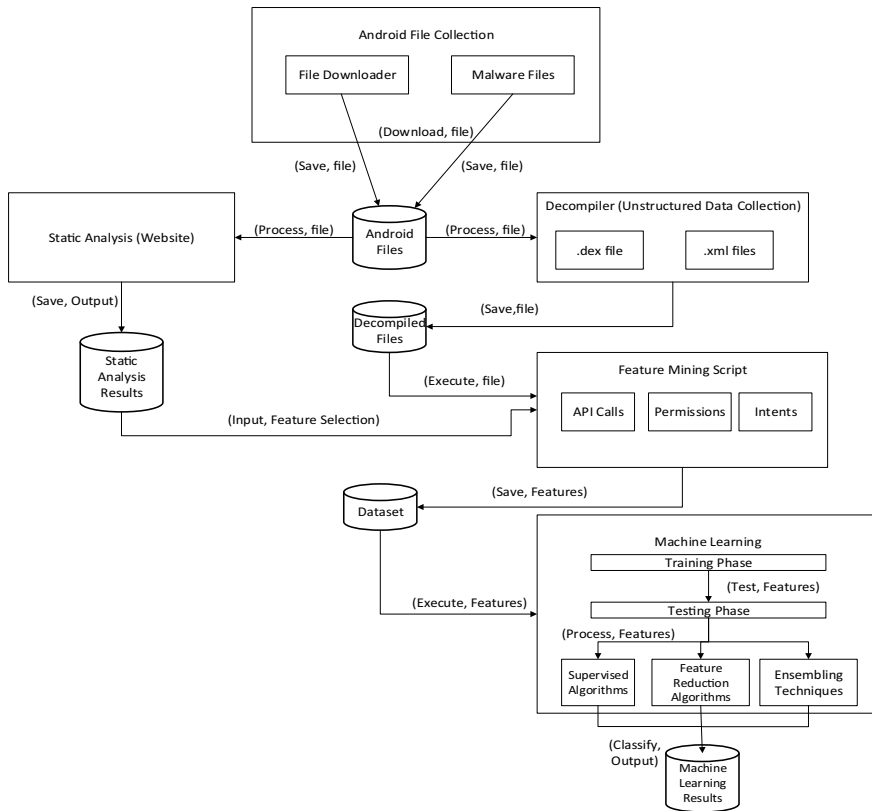 Android File Collection
File Downloader
Malware Files
(Download, file)
(Save, file)
(Save, file)
Static Analysis (Website)
(Process, file)
Android
Files
(Process, file)
Decompiler (Unstructured Data Collection)
.dex file
.xml files
(Save, Output)
(Save,file)
Decompiled
Files
Static
Analysis
Results
(Execute, file)
Feature Mining Script
API Calls
Permissions
Intents
(Input, Feature Selection)
(Save, Features)
Dataset
Machine Learning
Training Phase
(Test, Features)
(Execute, Features)
Testing Phase
(Process, Features)
Supervised
Algorithms
Feature
Reduction
Algorithms
Ensembling
Techniques
(Classify,
Output)
Machine
Learning
Results